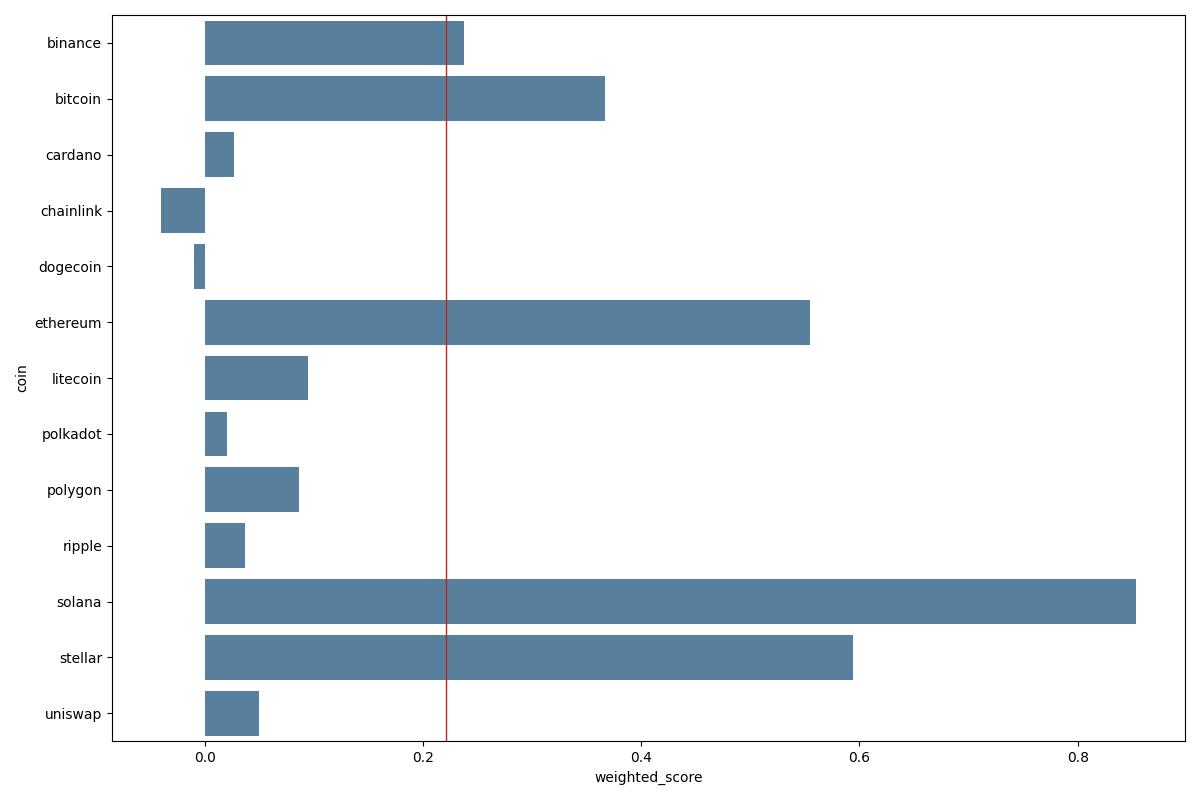 binance
bitcoin
cardano
chainlink
dogecoin
ethereum
litecoin
polkadot
polygon
ripple
solana
stellar
uniswap
coin
0.0 0.2 0.4 0.6 0.8
weighted_score